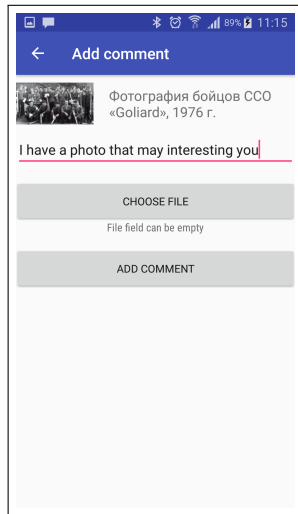 89% 11:15
Add comment
Фотография бойцов ССО
«Goliard», 1976 г.
I have a photo that may interesting you
CHOOSE FILE
File field can be empty
ADD COMMENT